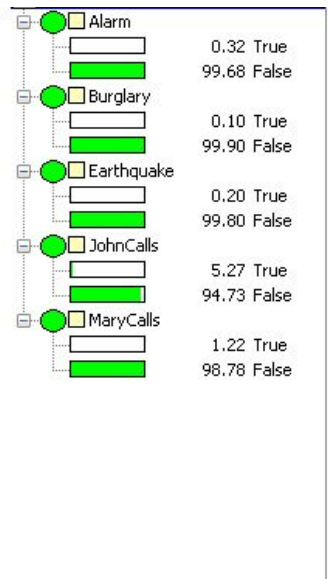 Alarm
0.32 True
99.68 False
Burglary
0.10 True
99.90 False
Earthquake
0.20 True
99.80 False
JohnCalls
5.27 True
94.73 False
MaryCalls
1.22 True
98.78 False